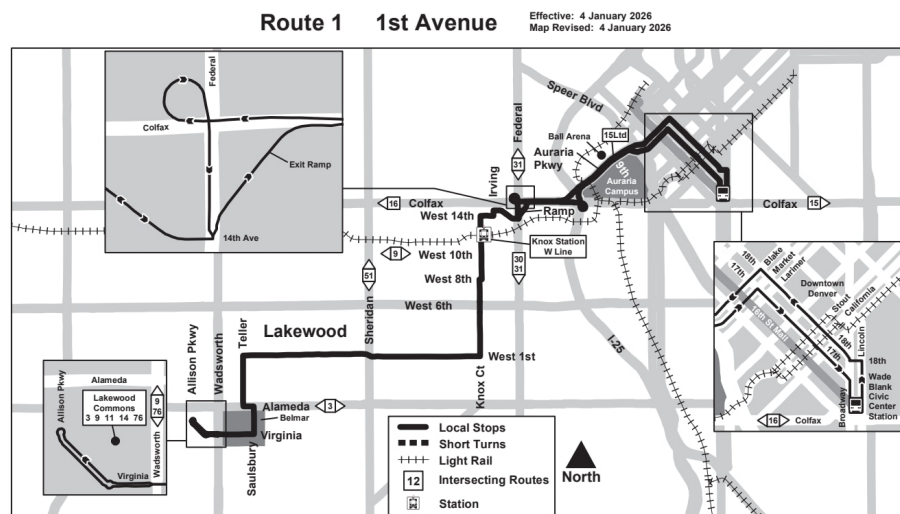 Route 1 1st Avenue
Effective: 4 January 2026
Map Revised: 4 January 2026
Federal
Colfax
Exit Ramp
14th Ave
Speer Blvd
Federal
31
Ball Arena
15Ltd
Auraria
Pkwy
9th
Auraria
Campus
Irving
16
Colfax
Ramp
Colfax
15
West 14th
Knox Station
W Line
9
West 10th
30
31
51
West 8th
Sheridan
West 6th
I-25
Lakewood
Allison Pkwy
Wadsworth
Teller
West 1st
Knox Ct
Alameda
3
Belmar
Virginia
Saulsbury
Allison Pkwy
Alameda
9
76
Lakewood
Commons
3 9 11 14 76
Wadsworth
Virginia
18th
17th
Blake
Market
Larimer
Downtown
Denver
Stout
California
16th St Mall
18th
17th
Lincoln
18th
Wade
Blank
Civic
Center
Station
Broadway
16
Colfax
Local Stops
Short Turns
Light Rail
12
Intersecting Routes
Station
North